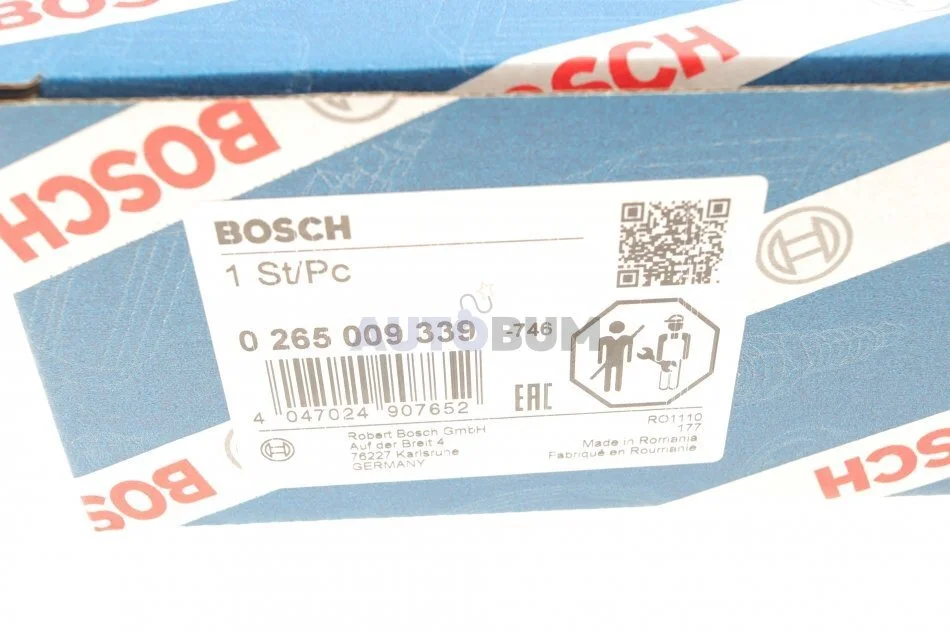 BOSCH
BOSCH
BOSCH
BOSCH
1 St/Pc
AUTOBUM
0 265 009 339 -746
4 047024 907652
EAC
RO1110
177
Robert Bosch GmbH
Auf der Breit 4
76227 Karlsruhe
GERMANY
Made in Romania
Fabriqué en Roumanie
BOSCH
BOSCH